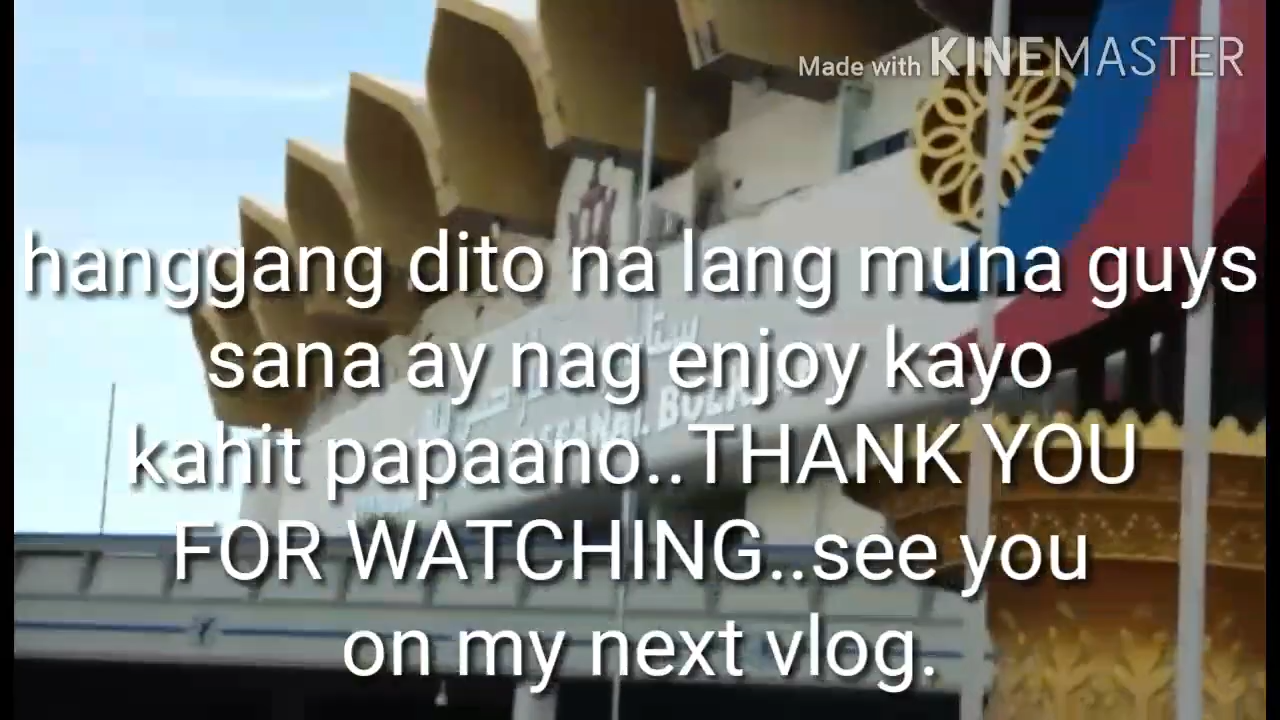 Made with KINEMASTER
hanggang dito na lang muna guys
sana ay nag enjoy kayo
kahit papaano..THANK YOU
FOR WATCHING..see you
on my next vlog.